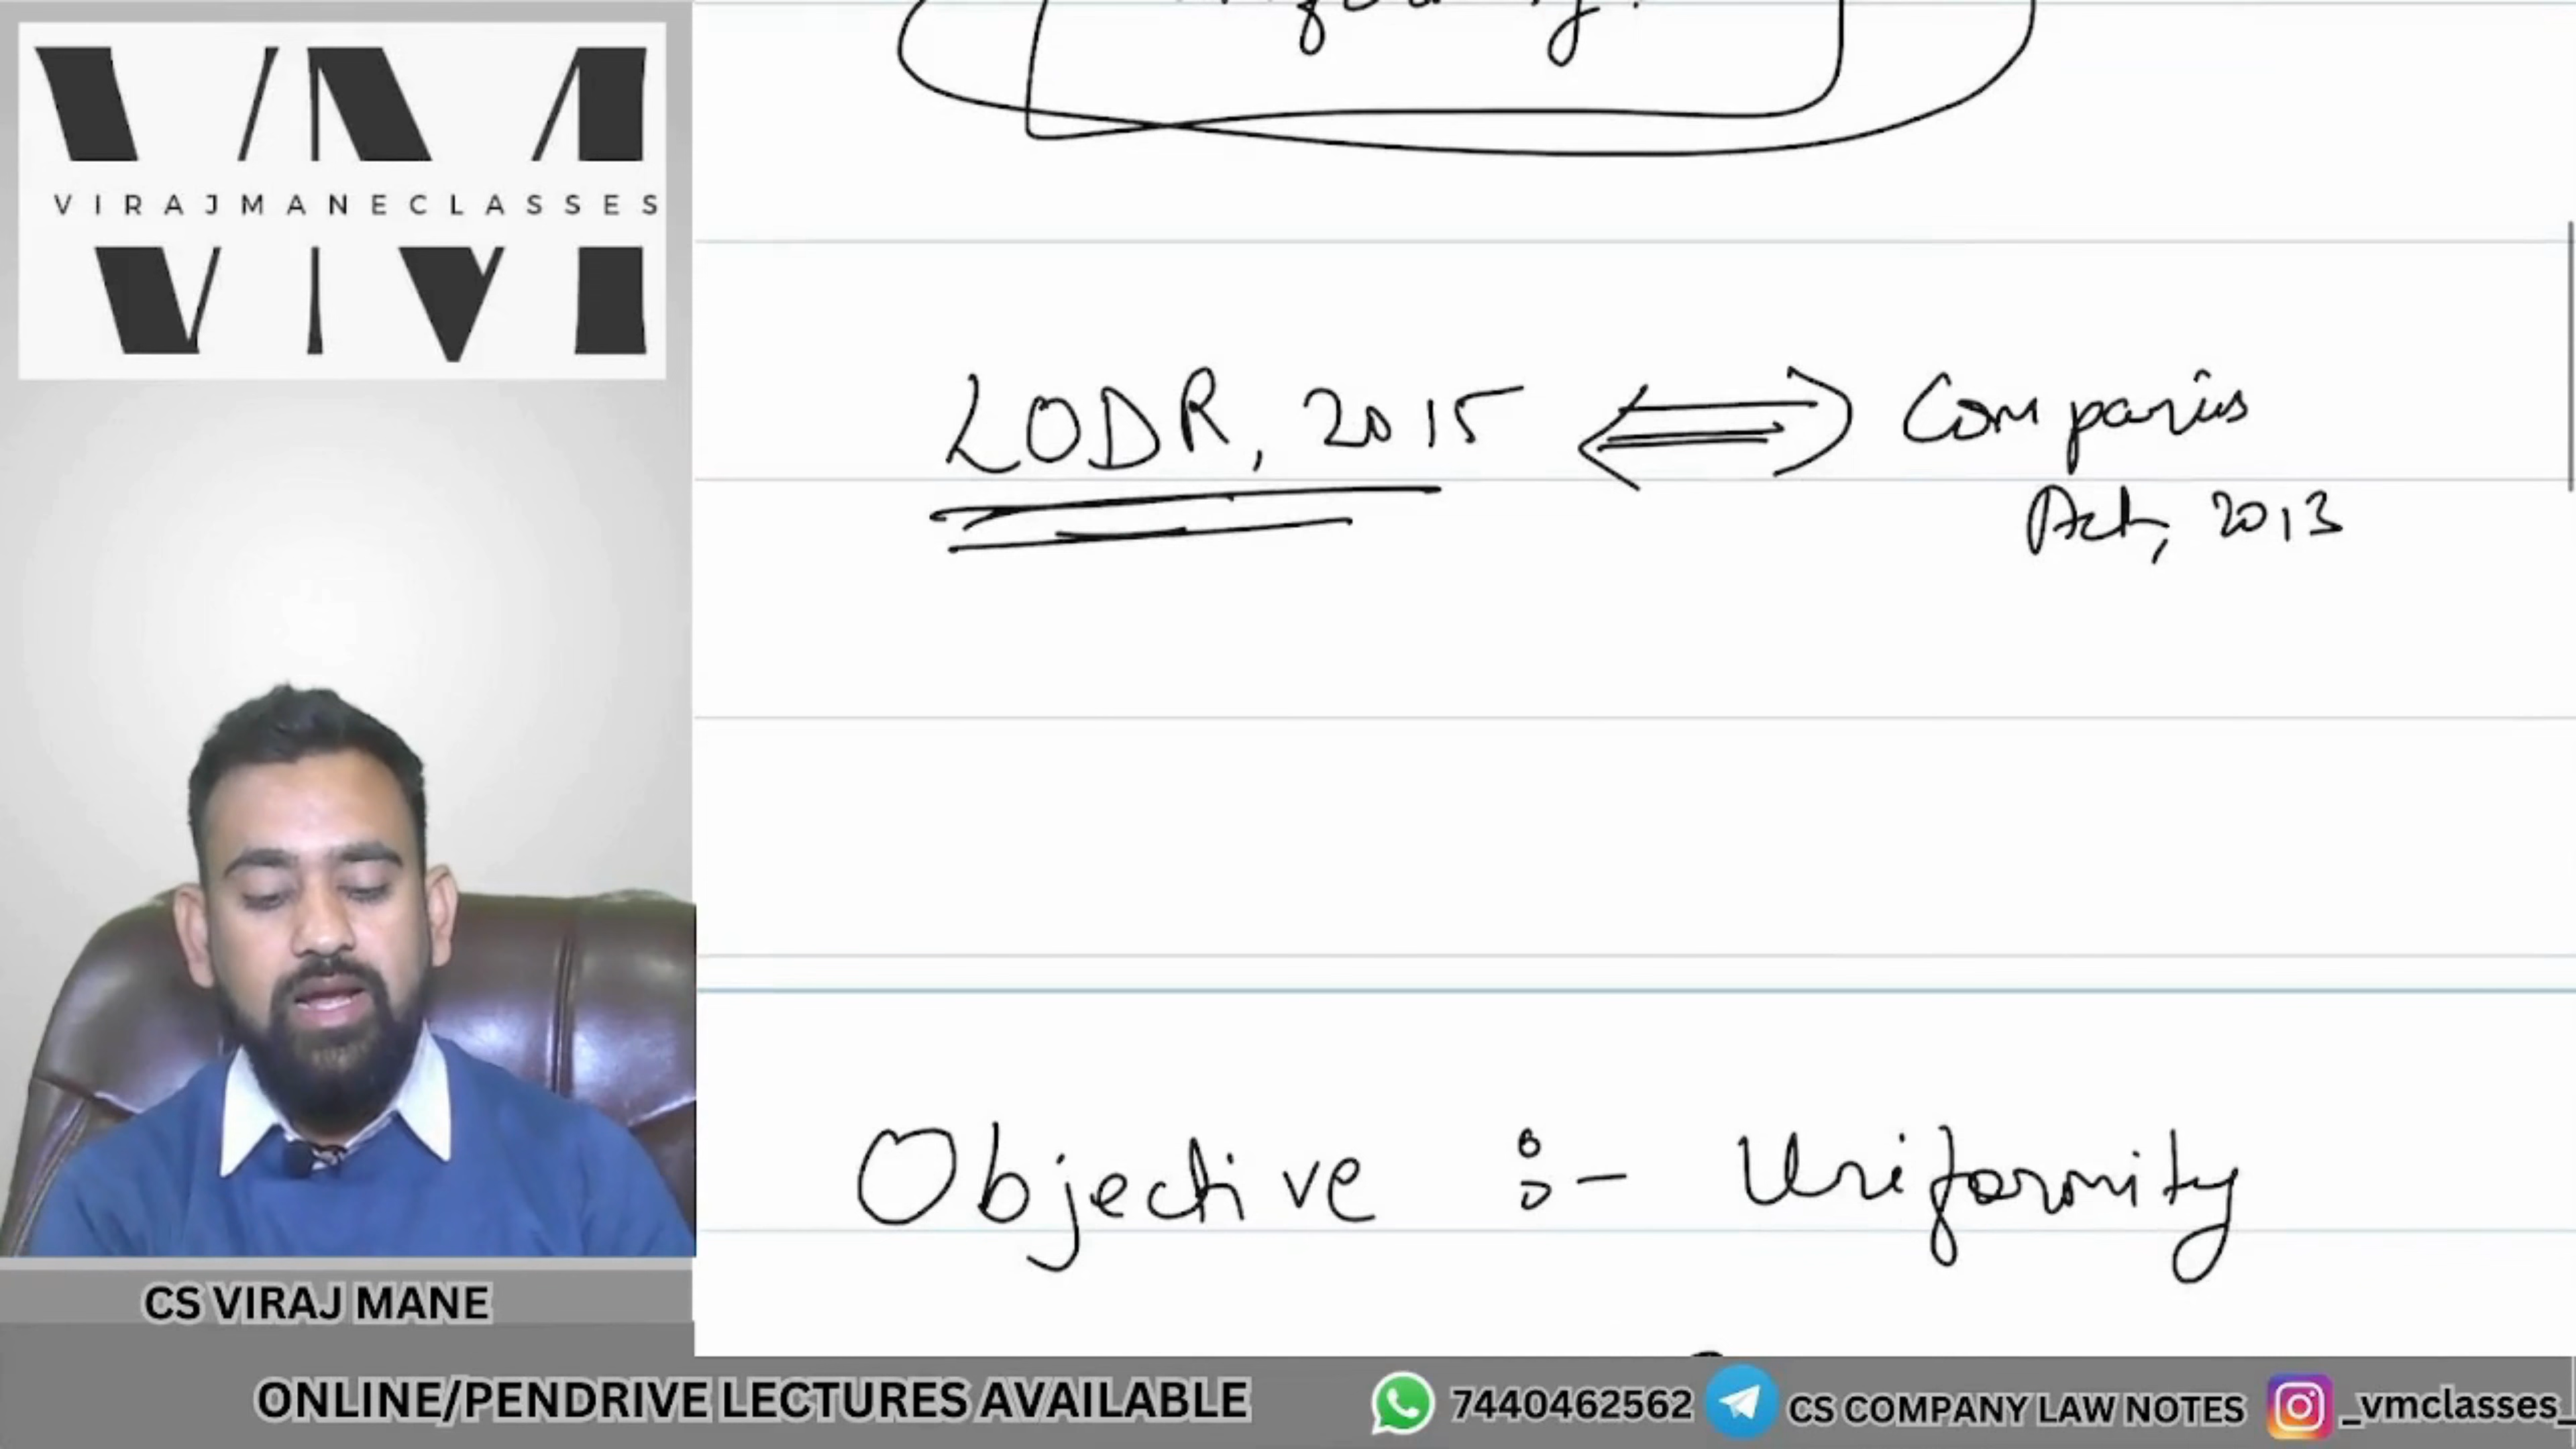 VIRAJMANECLASSES
LODR, 2015 ⟺ Companies
Act, 2013
Objective :- Uniformity
CS VIRAJ MANE
ONLINE/PENDRIVE LECTURES AVAILABLE
7440462562
CS COMPANY LAW NOTES
_vmclasses_